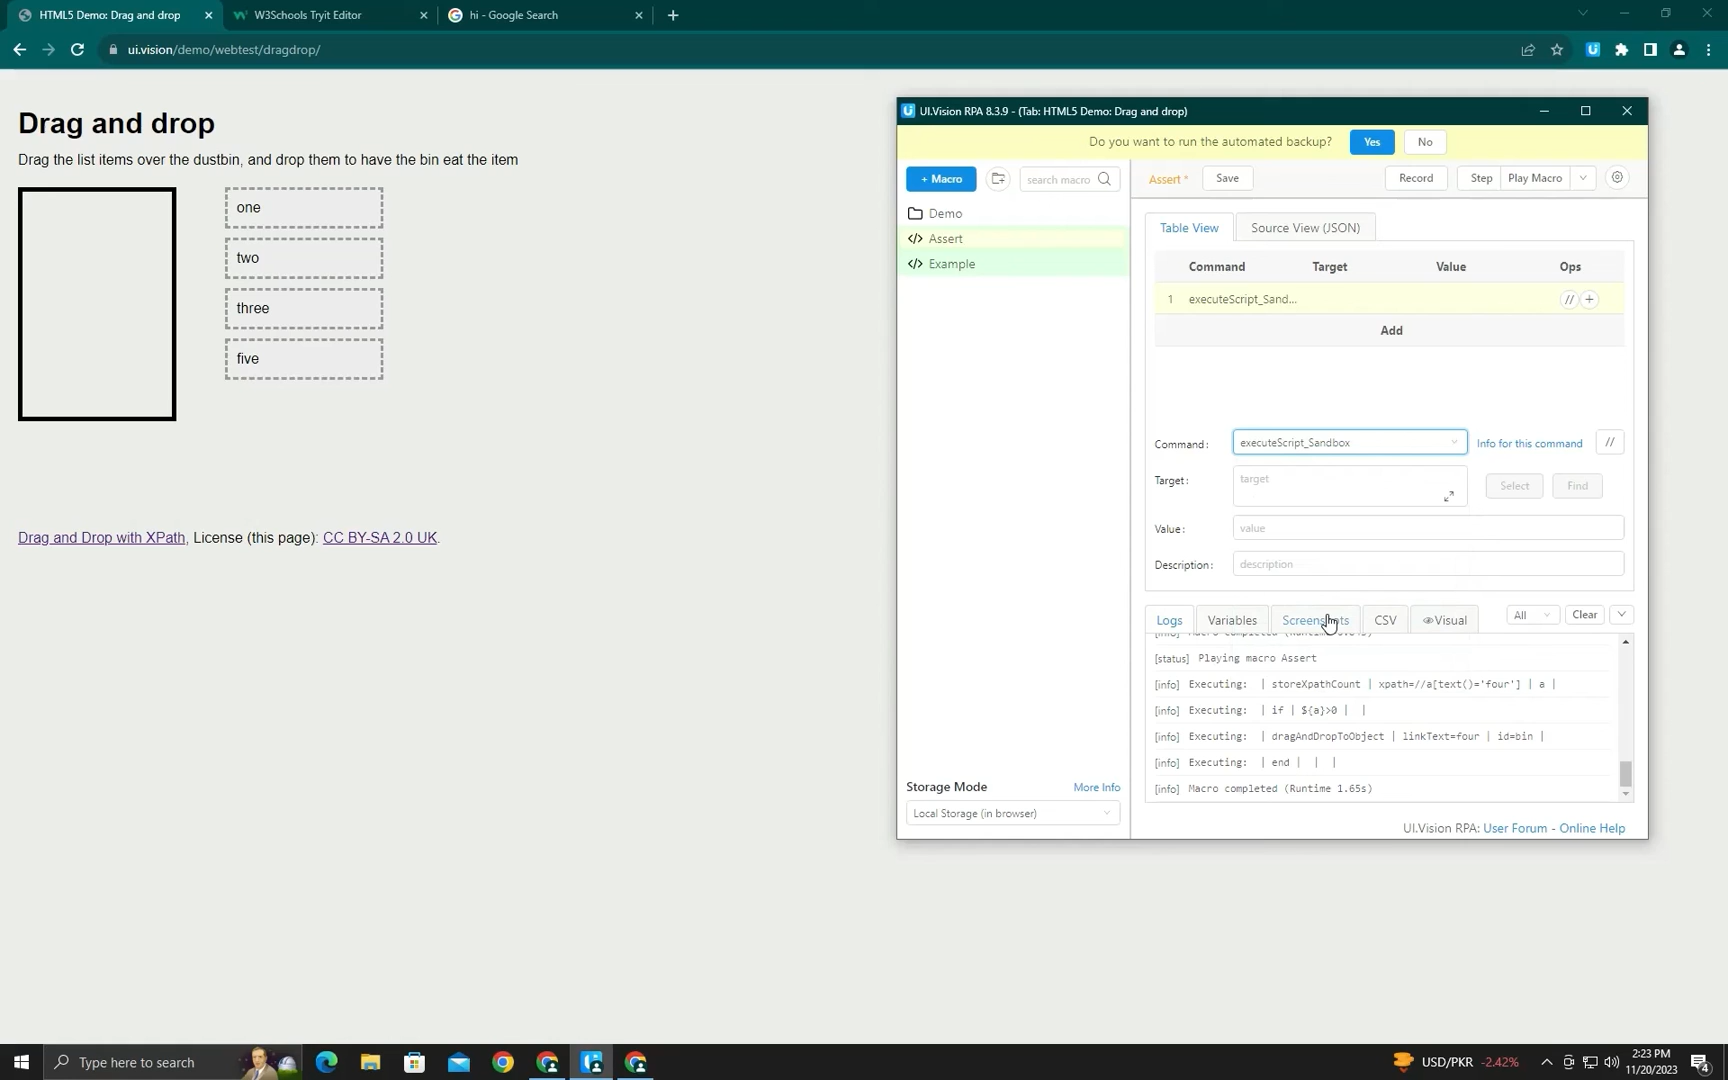 HTML5 Demo: Drag and drop
W3Schools Tryit Editor
hi - Google Search
ui.vision/demo/webtest/dragdrop/
Drag and drop
Drag the list items over the dustbin, and drop them to have the bin eat the item
one
two
three
five
Drag and Drop with XPath, License (this page): CC BY-SA 2.0 UK.
UI.Vision RPA 8.3.9 - (Tab: HTML5 Demo: Drag and drop)
Do you want to run the automated backup? Yes No
+ Macro
search macro
Demo
Assert
Example
Storage Mode More Info
Local Storage (in browser)
Assert * Save Record Step Play Macro
Table View Source View (JSON)
Command Target Value Ops
1 executeScript_Sand... //
Add
Command: executeScript_Sandbox Info for this command //
Target: target Select Find
Value: value
Description: description
Logs Variables Screenshots CSV Visual All Clear
[status] Playing macro Assert
[info] Executing: | storeXpathCount | xpath=//a[text()='four'] | a |
[info] Executing: | if | ${a}>0 | |
[info] Executing: | dragAndDropToObject | linkText=four | id=bin |
[info] Executing: | end | | |
[info] Macro completed (Runtime 1.65s)
UI.Vision RPA: User Forum - Online Help
Type here to search
USD/PKR -2.42%
2:23 PM
11/20/2023
4